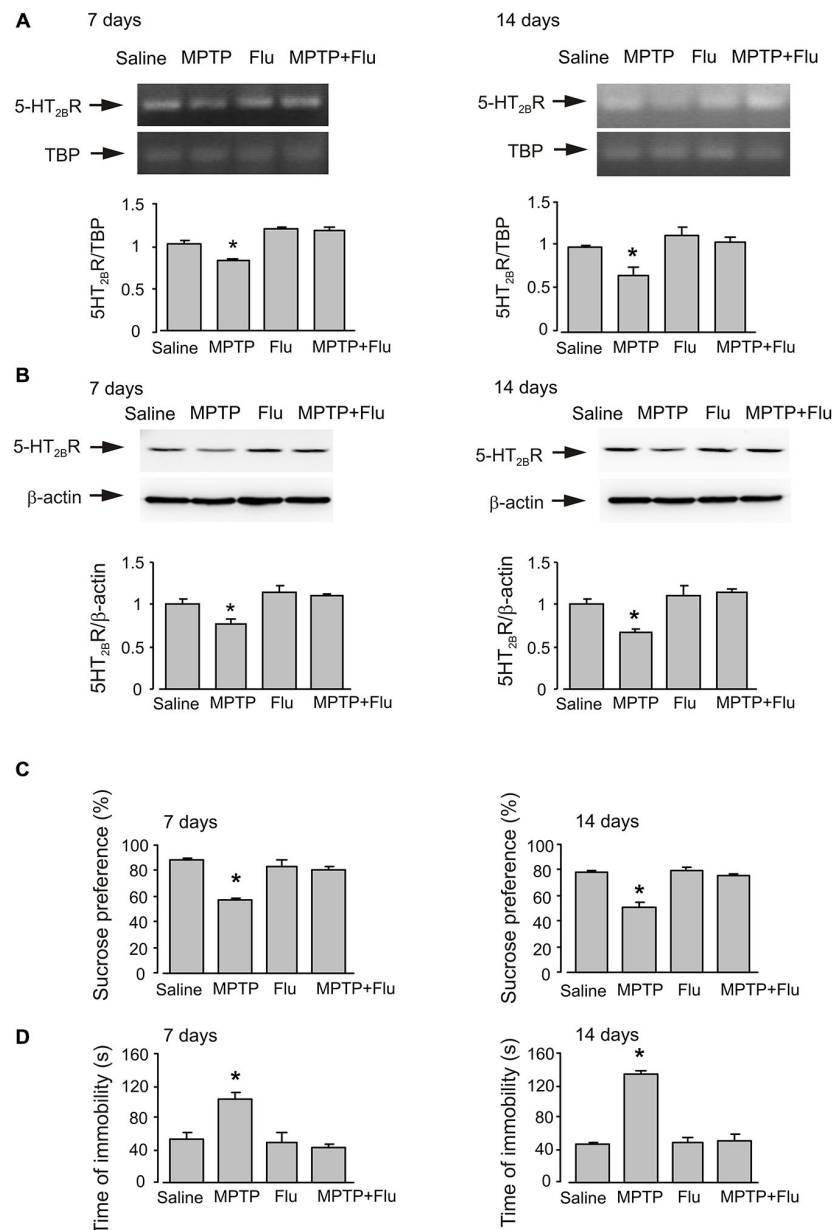 A
7 days
Saline MPTP Flu MPTP+Flu
5-HT2BR
TBP
5HT2BR/TBP
1.5
1
0.5
0
Saline MPTP Flu MPTP+Flu
14 days
Saline MPTP Flu MPTP+Flu
5-HT2BR
TBP
5HT2BR/TBP
1.5
1
*
*
0.5
0
Saline MPTP Flu MPTP+Flu
B
7 days
Saline MPTP Flu MPTP+Flu
5-HT2BR
β-actin
5HT2BR/β-actin
1.5
1
*
0.5
0
Saline MPTP Flu MPTP+Flu
14 days
Saline MPTP Flu MPTP+Flu
5-HT2BR
β-actin
5HT2BR/β-actin
1.5
1
*
0.5
0
Saline MPTP Flu MPTP+Flu
C
7 days
Sucrose preference (%)
100
80
*
60
40
20
0
Saline MPTP Flu MPTP+Flu
14 days
Sucrose preference (%)
100
80
*
60
40
20
0
Saline MPTP Flu MPTP+Flu
D
7 days
Time of immobility (s)
160
*
120
80
40
0
Saline MPTP Flu MPTP+Flu
14 days
Time of immobility (s)
160
*
120
80
40
0
Saline MPTP Flu MPTP+Flu